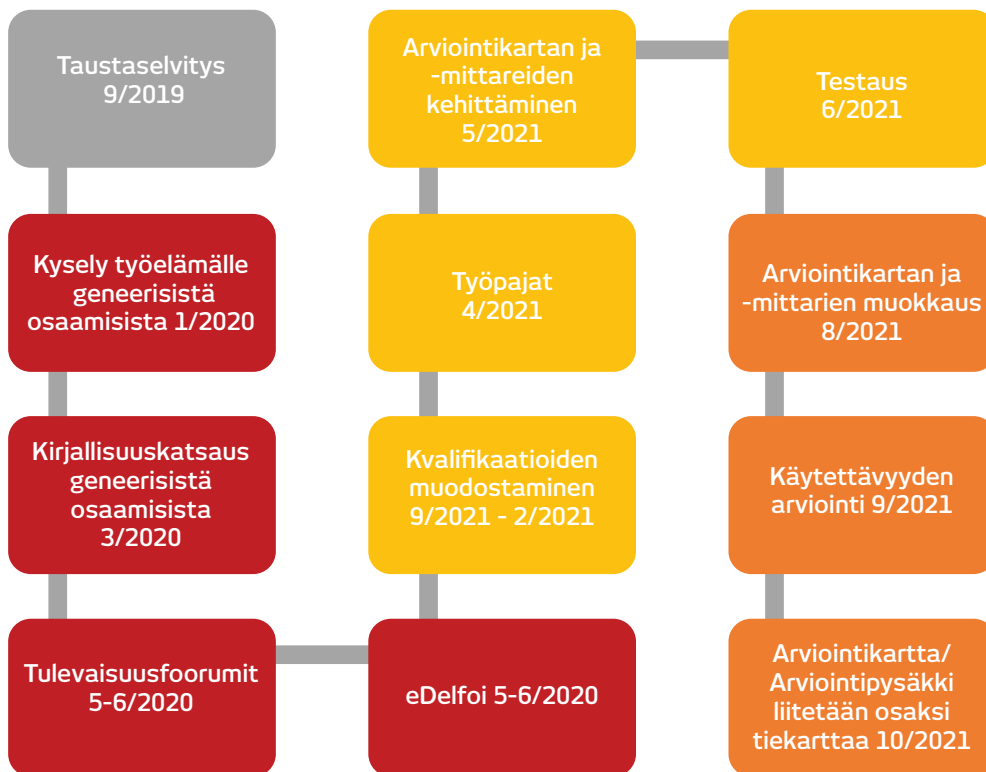 Taustaselvitys
9/2019
Kysely työelämälle
geneerisistä
osaamisista 1/2020
Kirjallisuuskatsaus
geneerisistä
osaamisista
3/2020
Tulevaisuusfoorumit
5-6/2020
eDelfoi 5-6/2020
Kvalifikaatioiden
muodostaminen
9/2021 - 2/2021
Työpajat
4/2021
Arviointikartan ja
-mittareiden
kehittäminen
5/2021
Testaus
6/2021
Arviointikartan ja
-mittarien muokkaus
8/2021
Käytettävyyden
arviointi 9/2021
Arviointikartta/
Arviointipysäkki
liitetään osaksi
tiekarttaa 10/2021